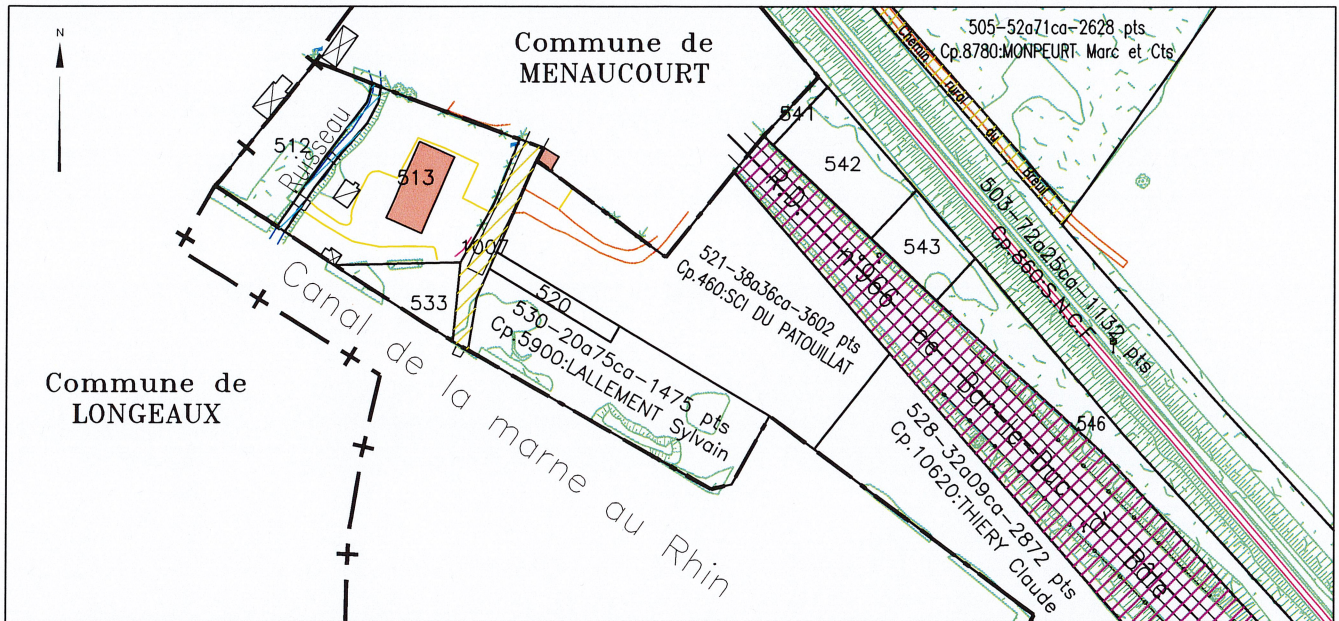 N
Commune de
MENAUCOURT
505-52a71ca-2628 pts
Cp.8780:MONPEURT Marc et Cts
Chemin rural du Breuil
541
542
512
Ruisseau
513
503-72a25ca-1132 pts
Cp.860:S.N.C.F.
R.D. n°966 de Bar-le-Duc à Bâle
543
1007
521-38a36ca-3602 pts
Cp.460:SCI DU PATOUILLAT
533
520
530-20a75ca-1475 pts
Cp.5900:LALLEMENT Sylvain
Canal de la marne au Rhin
Commune de
LONGEAUX
546
528-32a09ca-2872 pts
Cp.10620:THIERY Claude